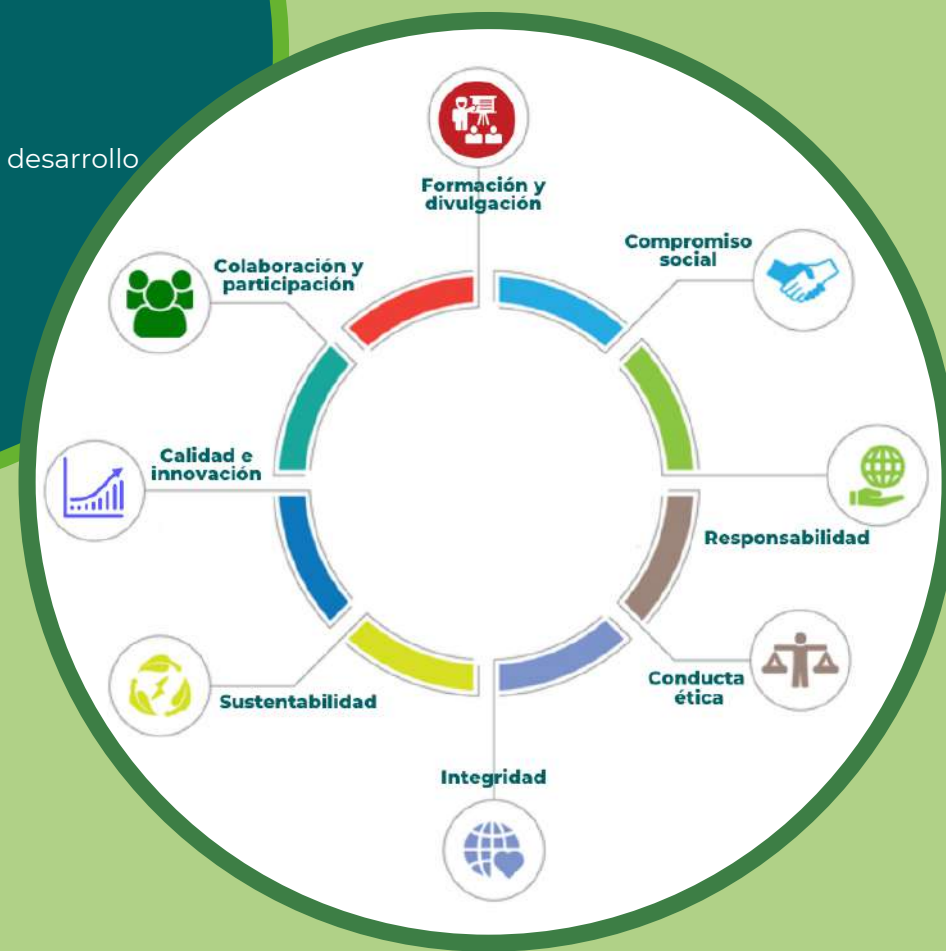 desarrollo
Formación y
divulgación
Compromiso
social
Colaboración y
participación
Calidad e
innovación
Responsabilidad
Sustentabilidad
Conducta
ética
Integridad